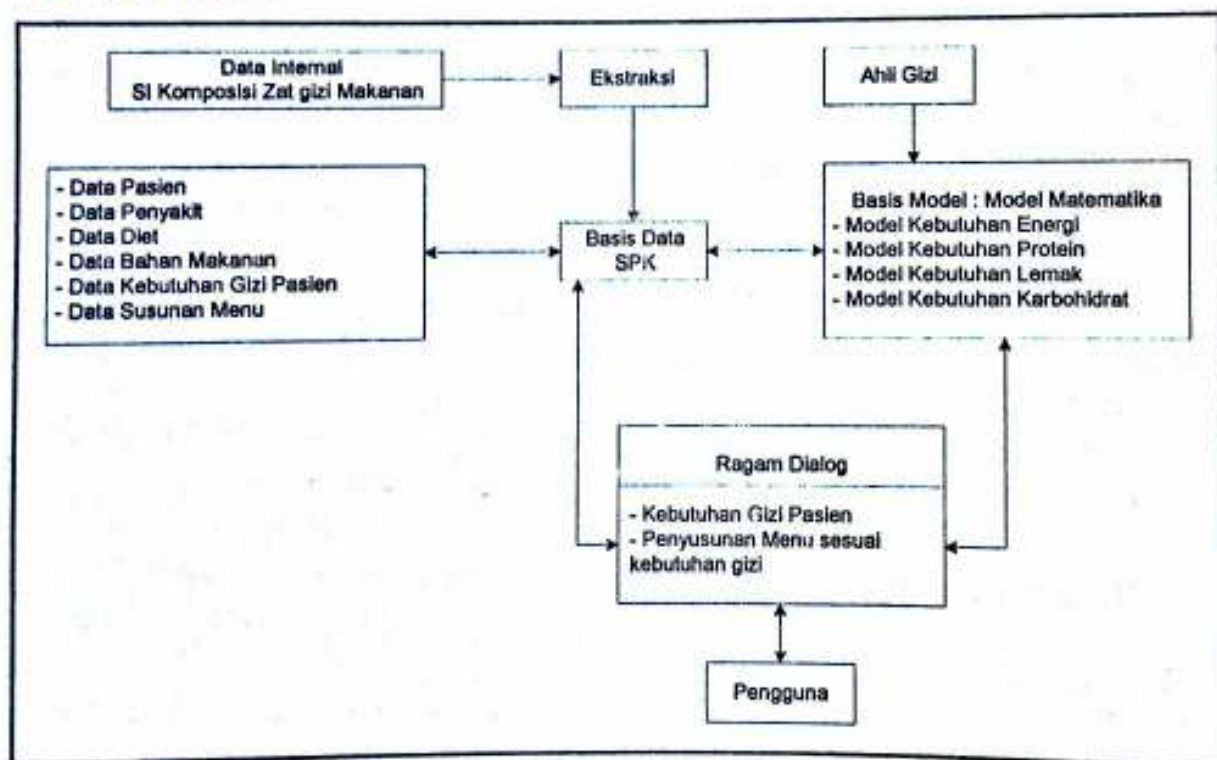 Data Internal
SI Komposisi Zat gizi Makanan
Ekstraksi
Ahli Gizi
- Data Pasien
- Data Penyakit
- Data Diet
- Data Bahan Makanan
- Data Kebutuhan Gizi Pasien
- Data Susunan Menu
Basis Data
SPK
Basis Model : Model Matematika
- Model Kebutuhan Energi
- Model Kebutuhan Protein
- Model Kebutuhan Lemak
- Model Kebutuhan Karbohidrat
Ragam Dialog
- Kebutuhan Gizi Pasien
- Penyusunan Menu sesuai
kebutuhan gizi
Pengguna